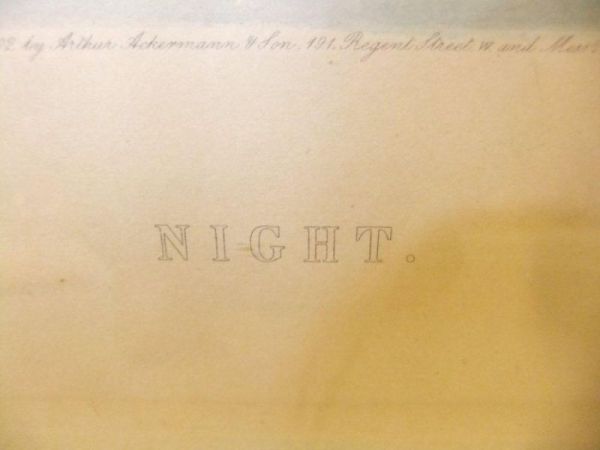 by Arthur Ackermann & Son, 191, Regent Street W. and
NIGHT.